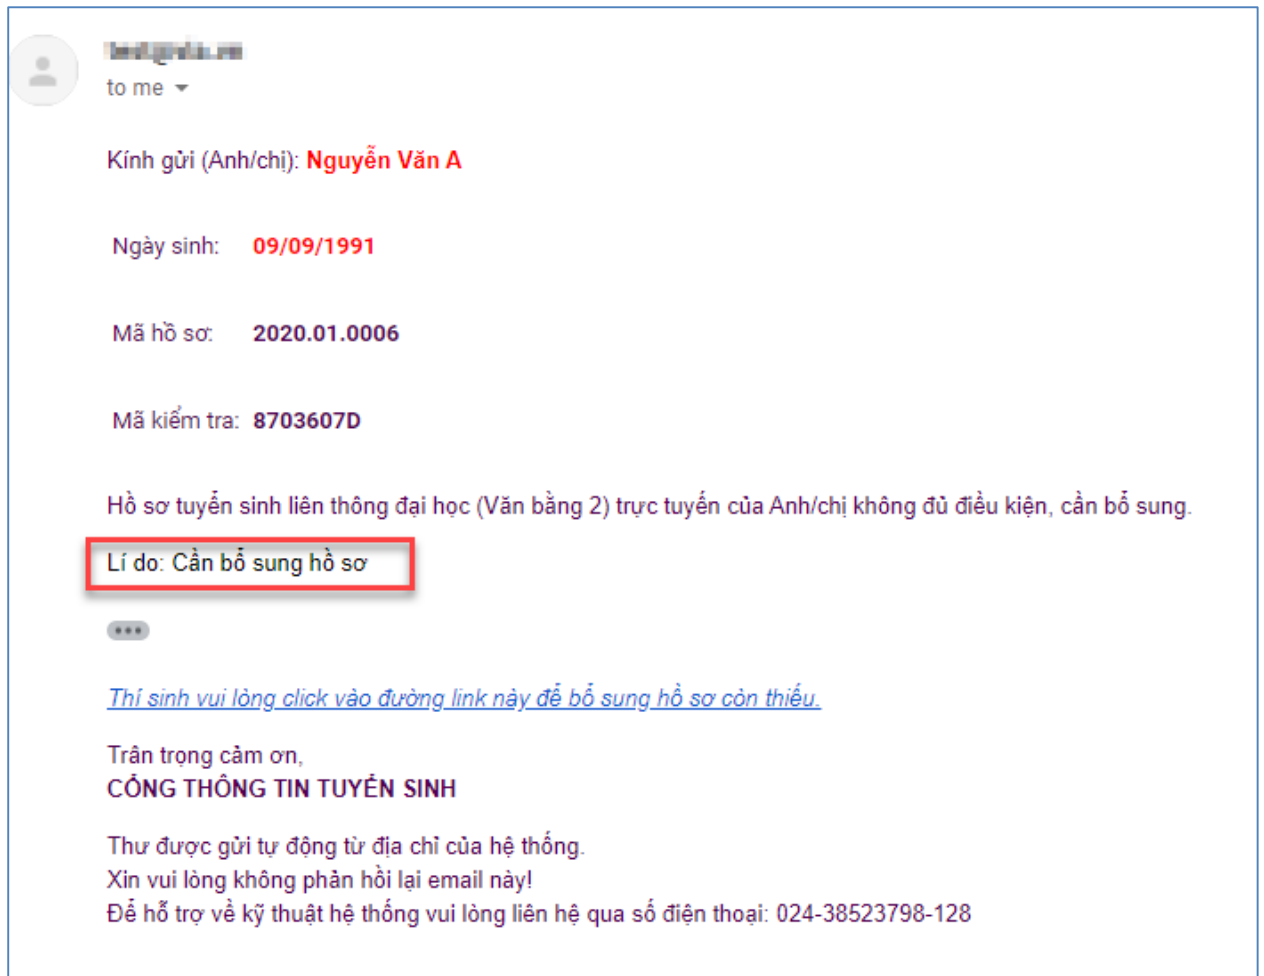 to me
Kính gửi (Anh/chị): Nguyễn Văn A
Ngày sinh: 09/09/1991
Mã hồ sơ: 2020.01.0006
Mã kiểm tra: 8703607D
Hồ sơ tuyển sinh liên thông đại học (Văn bằng 2) trực tuyến của Anh/chị không đủ điều kiện, cần bổ sung.
Lí do: Cần bổ sung hồ sơ
Thí sinh vui lòng click vào đường link này để bổ sung hồ sơ còn thiếu.
Trân trọng cảm ơn,
CỔNG THÔNG TIN TUYỂN SINH
Thư được gửi tự động từ địa chỉ của hệ thống.
Xin vui lòng không phản hồi lại email này!
Để hỗ trợ về kỹ thuật hệ thống vui lòng liên hệ qua số điện thoại: 024-38523798-128